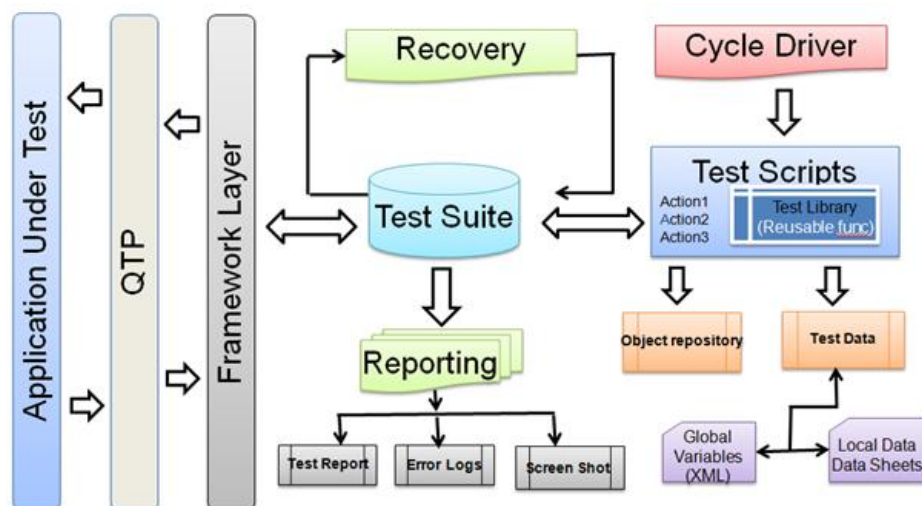 Application Under Test
QTP
Framework Layer
Recovery
Cycle Driver
Test Suite
Test Scripts
Action1
Action2
Action3
Test Library
(Reusable func)
Reporting
Object repository
Test Data
Test Report
Error Logs
Screen Shot
Global
Variables
(XML)
Local Data
Data Sheets